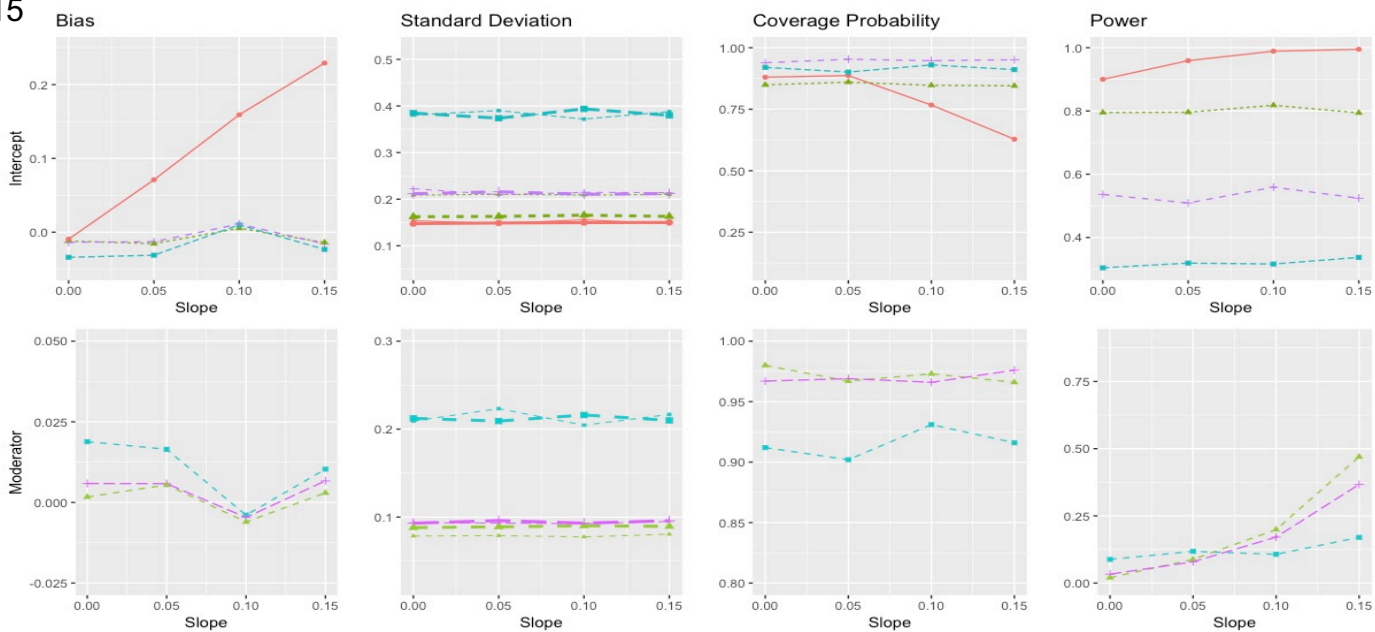 15
Bias
Standard Deviation
Coverage Probability
Power
Intercept
0.2
0.1
0.0
0.00 0.05 0.10 0.15
Slope
0.5
0.4
0.3
0.2
0.1
0.00 0.05 0.10 0.15
Slope
1.00
0.75
0.50
0.25
0.00 0.05 0.10 0.15
Slope
1.0
0.8
0.6
0.4
0.00 0.05 0.10 0.15
Slope
Moderator
0.050
0.025
0.000
-0.025
0.00 0.05 0.10 0.15
Slope
0.3
0.2
0.1
0.00 0.05 0.10 0.15
Slope
1.00
0.95
0.90
0.85
0.80
0.00 0.05 0.10 0.15
Slope
0.75
0.50
0.25
0.00
0.00 0.05 0.10 0.15
Slope